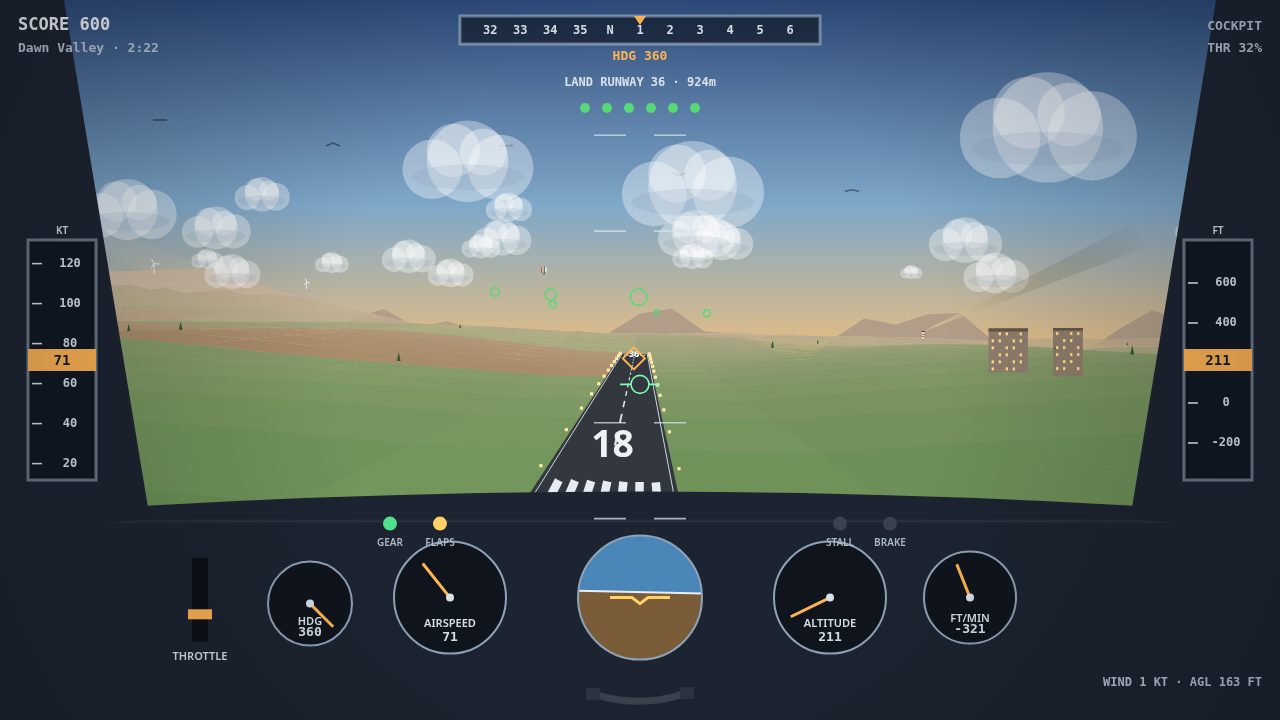 SCORE 600
Dawn Valley · 2:22
32 33 34 35 N 1 2 3 4 5 6
HDG 360
LAND RUNWAY 36 · 924m
COCKPIT
THR 32%
KT
120
100
80
71
60
40
20
FT
600
400
211
0
-200
36
18
GEAR
FLAPS
STALL
BRAKE
THROTTLE
HDG
360
AIRSPEED
71
ALTITUDE
211
FT/MIN
-321
WIND 1 KT · AGL 163 FT